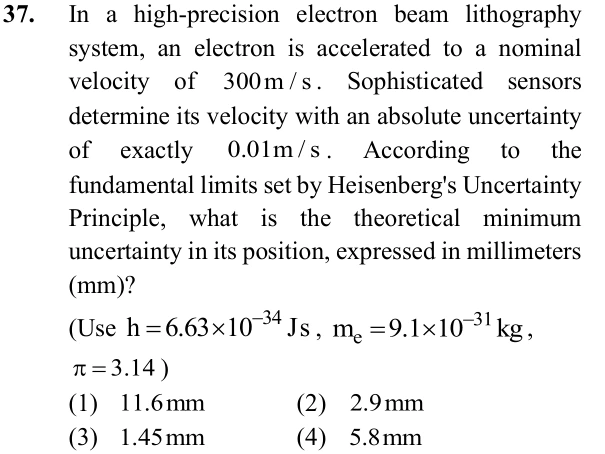 37. In a high-precision electron beam lithography
system, an electron is accelerated to a nominal
velocity of 300 m / s . Sophisticated sensors
determine its velocity with an absolute uncertainty
of exactly 0.01 m / s . According to the
fundamental limits set by Heisenberg's Uncertainty
Principle, what is the theoretical minimum
uncertainty in its position, expressed in millimeters
(mm)?
(Use h = 6.63×10⁻³⁴ Js , mₑ = 9.1×10⁻³¹ kg ,
π = 3.14 )
(1) 11.6 mm (2) 2.9 mm
(3) 1.45 mm (4) 5.8 mm